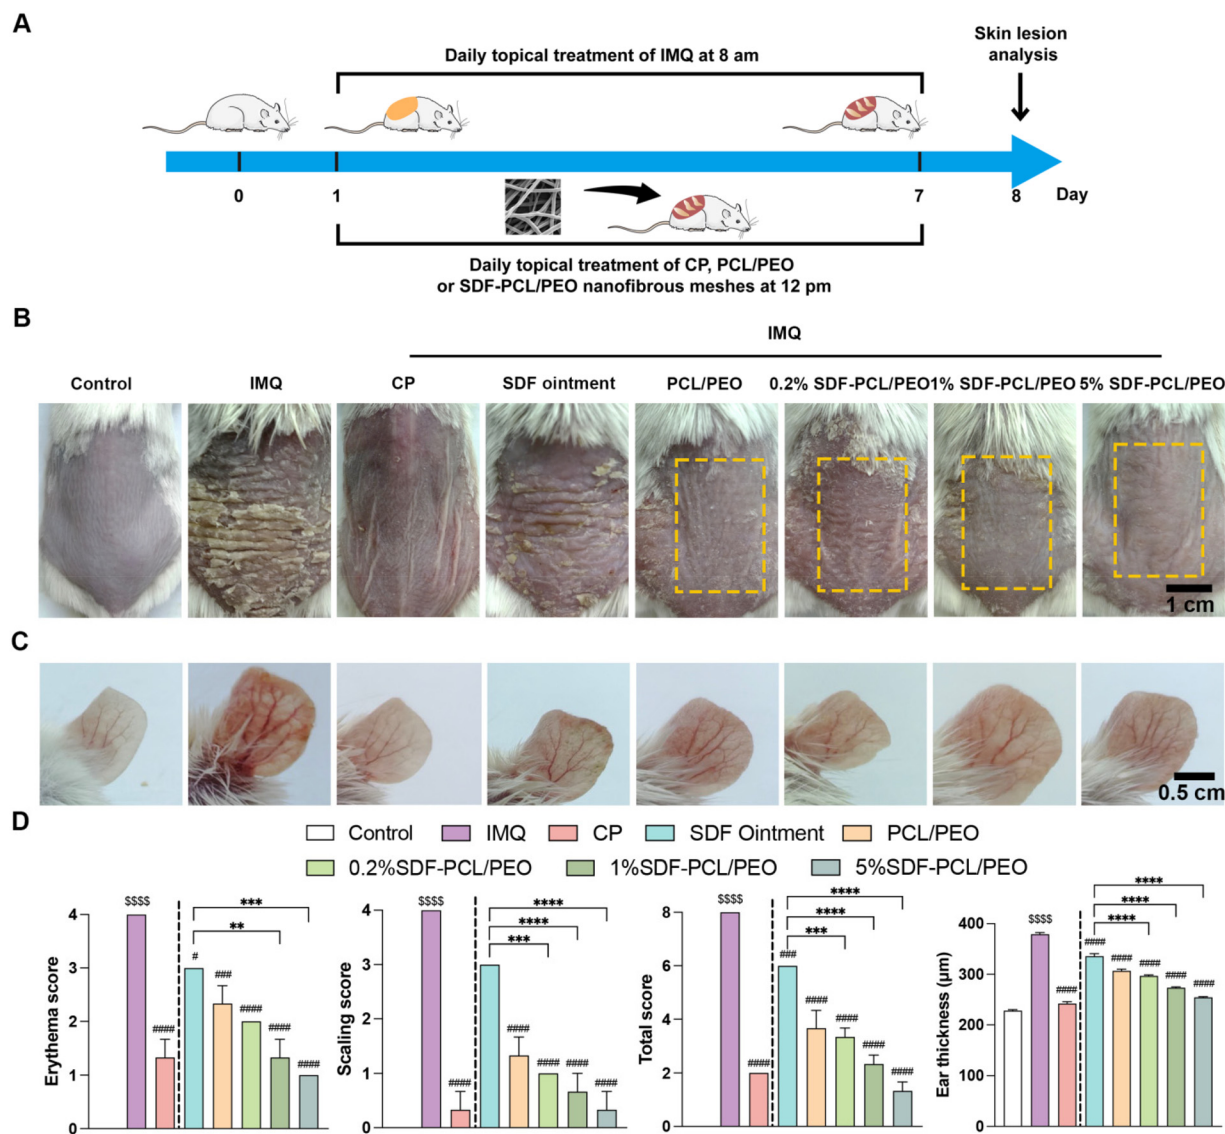 A
Daily topical treatment of IMQ at 8 am
Skin lesion
analysis
0
1
7
8
Day
Daily topical treatment of CP, PCL/PEO
or SDF-PCL/PEO nanofibrous meshes at 12 pm
B
IMQ
Control
IMQ
CP
SDF ointment
PCL/PEO
0.2% SDF-PCL/PEO
1% SDF-PCL/PEO
5% SDF-PCL/PEO
1 cm
C
0.5 cm
D
Control
IMQ
CP
SDF Ointment
PCL/PEO
0.2%SDF-PCL/PEO
1%SDF-PCL/PEO
5%SDF-PCL/PEO
Erythema score
4
3
2
1
0
$$$$
####
#
###
####
####
####
**
***
Scaling score
4
3
2
1
0
$$$$
####
####
####
####
####
***
****
****
Total score
8
6
4
2
0
$$$$
###
####
####
####
####
***
****
****
Ear thickness (µm)
400
300
200
100
0
$$$$
####
####
####
####
####
####
****
****
****